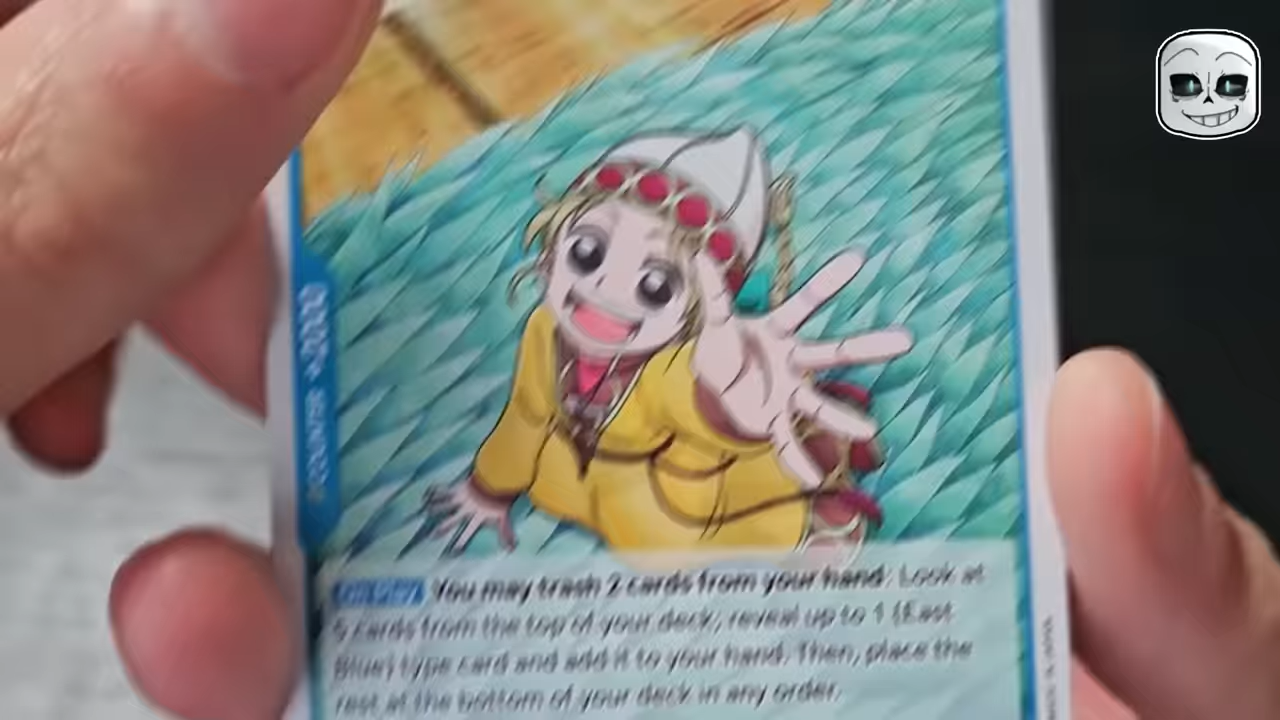 On Play You may trash 2 cards from your hand: Look at
5 cards from the top of your deck; reveal up to 1 {East
Blue} type card and add it to your hand. Then, place the
rest at the bottom of your deck in any order.